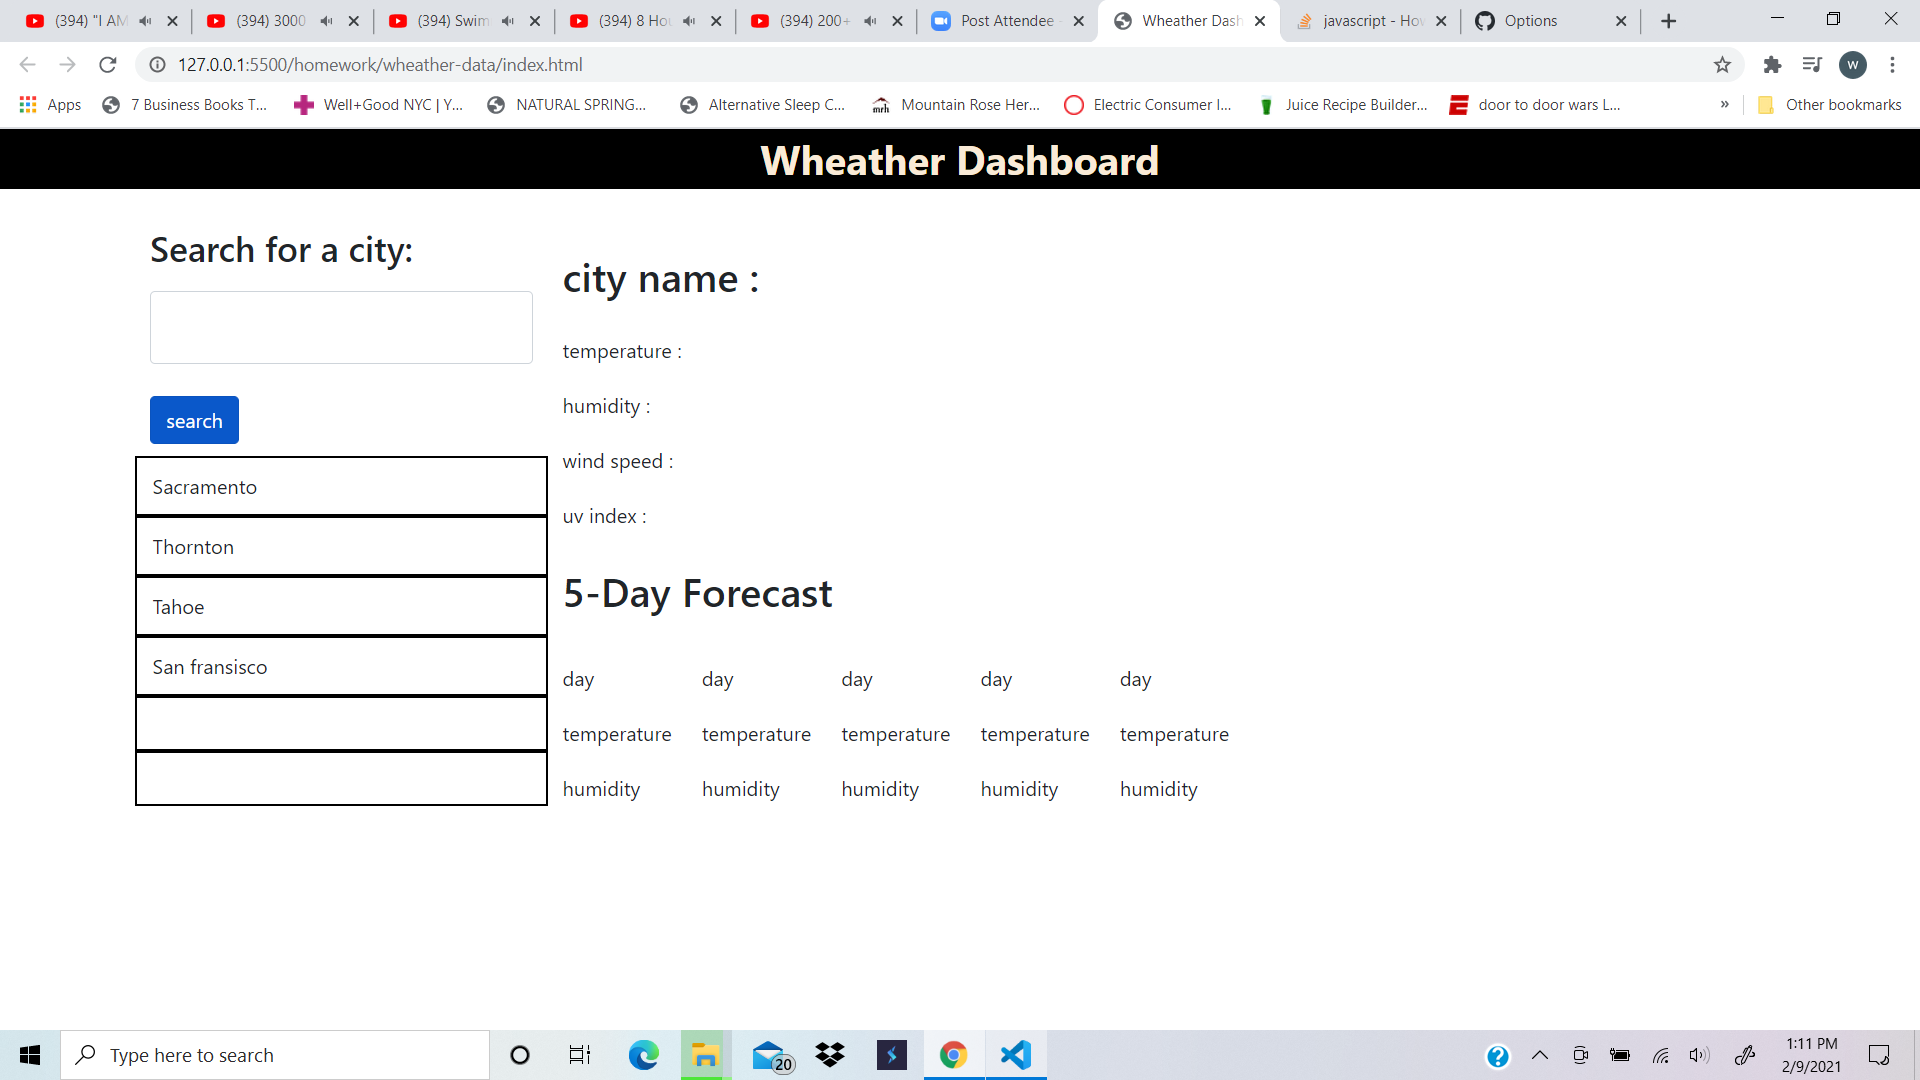 (394) "I AM
(394) 3000
(394) Swim
(394) 8 Hou
(394) 200+
Post Attendee -
Wheather Dash
javascript - How
Options
127.0.0.1:5500/homework/wheather-data/index.html
W
Apps
7 Business Books T...
Well+Good NYC | Y...
NATURAL SPRING...
Alternative Sleep C...
mrh
Mountain Rose Her...
Electric Consumer I...
Juice Recipe Builder...
door to door wars L...
»
Other bookmarks
Wheather Dashboard
Search for a city:
search
Sacramento
Thornton
Tahoe
San fransisco
city name :
temperature :
humidity :
wind speed :
uv index :
5-Day Forecast
day day day day day
temperature temperature temperature temperature temperature
humidity humidity humidity humidity humidity
Type here to search
20
1:11 PM
2/9/2021